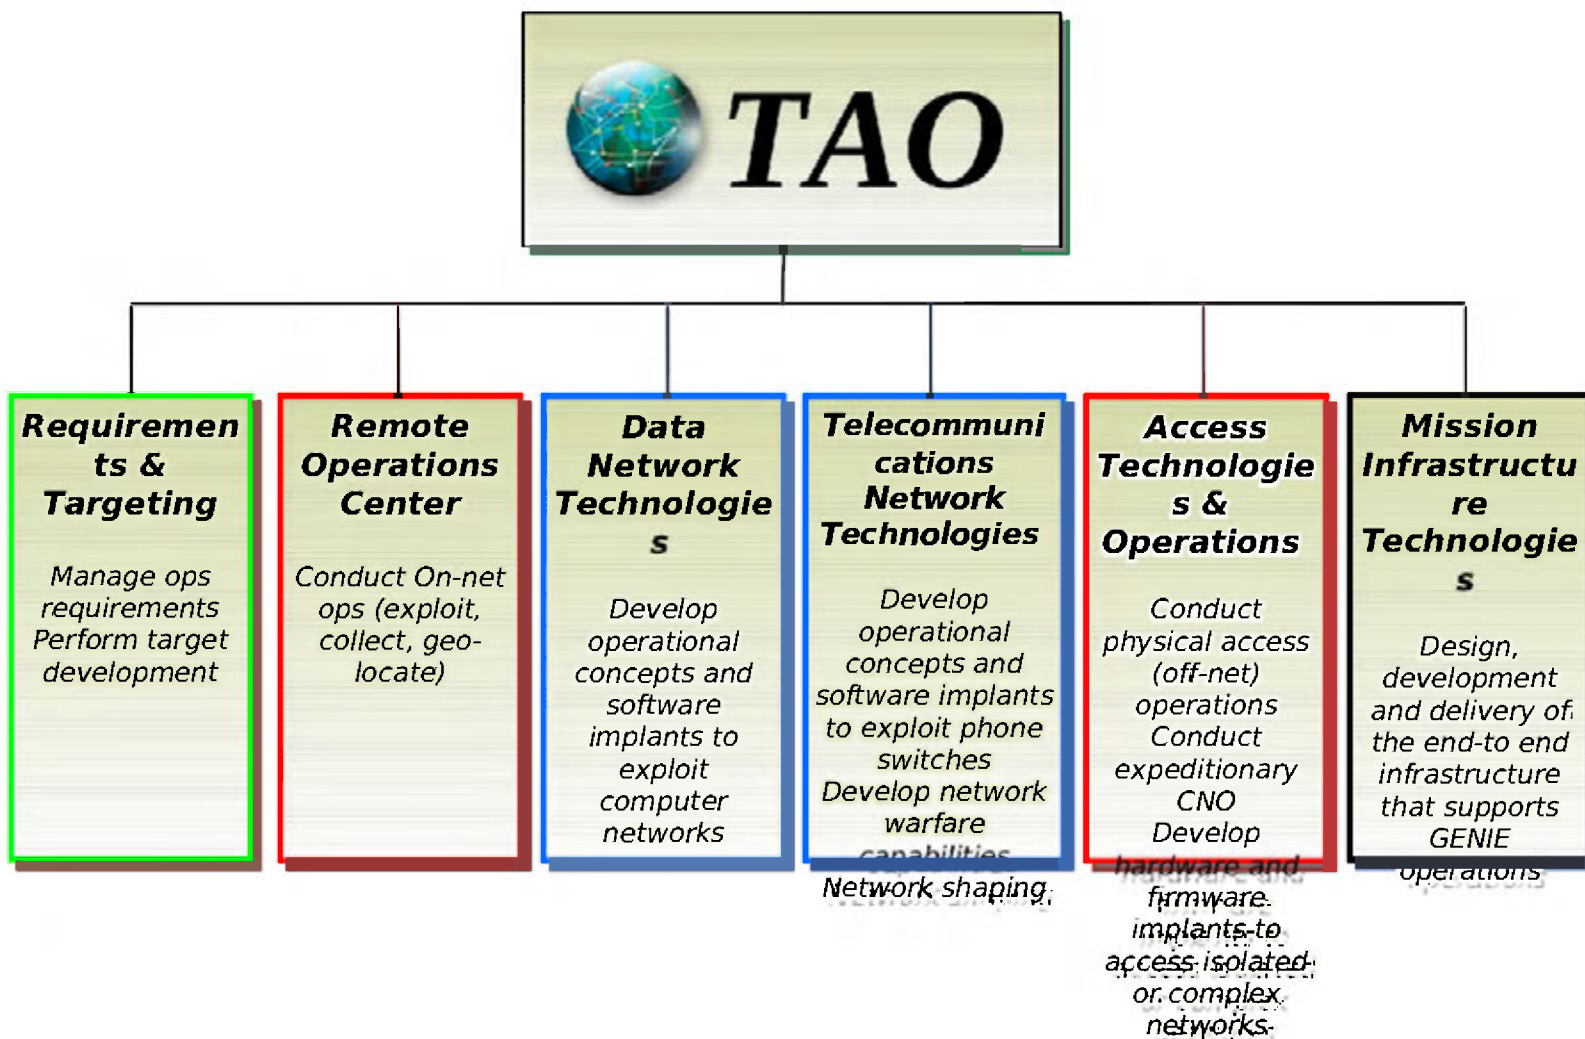 TAO
Requiremen
ts &
Targeting
Manage ops
requirements
Perform target
development
Remote
Operations
Center
Conduct On-net
ops (exploit,
collect, geo-
locate)
Data
Network
Technologie
s
Develop
operational
concepts and
software
implants to
exploit
computer
networks
Telecommuni
cations
Network
Technologies
Develop
operational
concepts and
software implants
to exploit phone
switches
Develop network
warfare
capabilities
Network shaping
Access
Technologie
s &
Operations
Conduct
physical access
(off-net)
operations
Conduct
expeditionary
CNO
Develop
hardware and
firmware
implants to
access isolated
or complex
networks
Mission
Infrastructu
re
Technologie
s
Design,
development
and delivery of
the end-to end
infrastructure
that supports
GENIE
operations